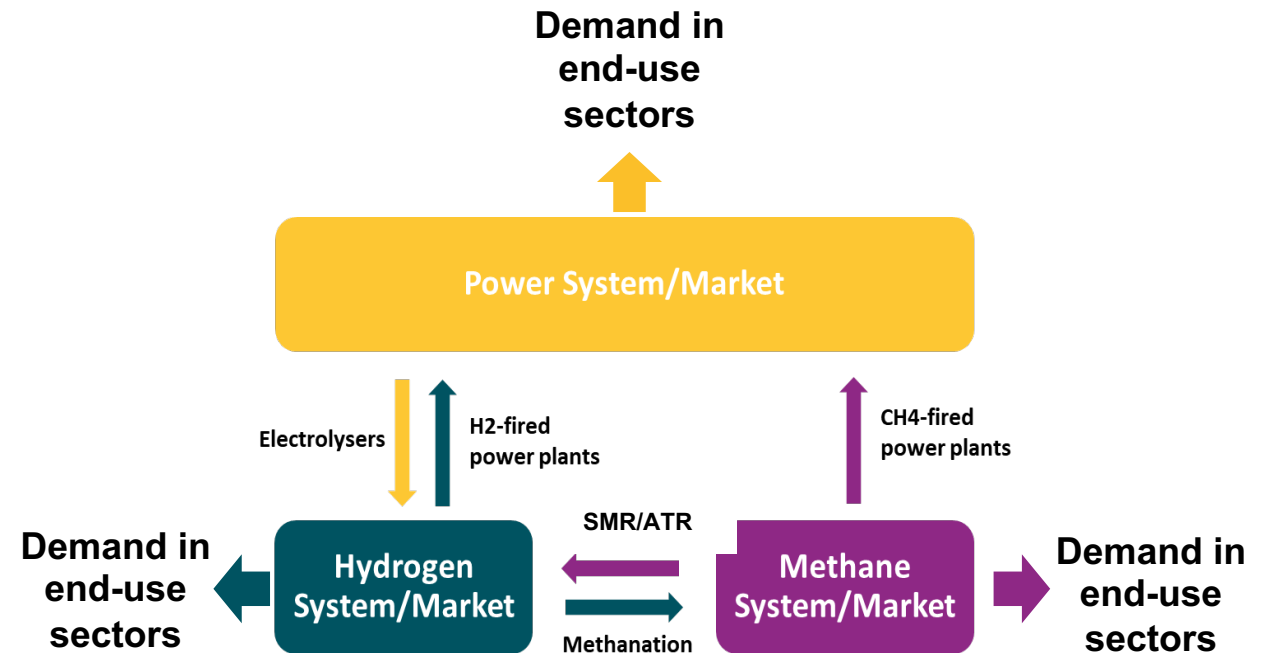 Demand in
end-use
sectors
Power System/Market
Electrolysers
H2-fired
power plants
CH4-fired
power plants
SMR/ATR
Demand in
end-use
sectors
Hydrogen
System/Market
Methane
System/Market
Demand in
end-use
sectors
Methanation